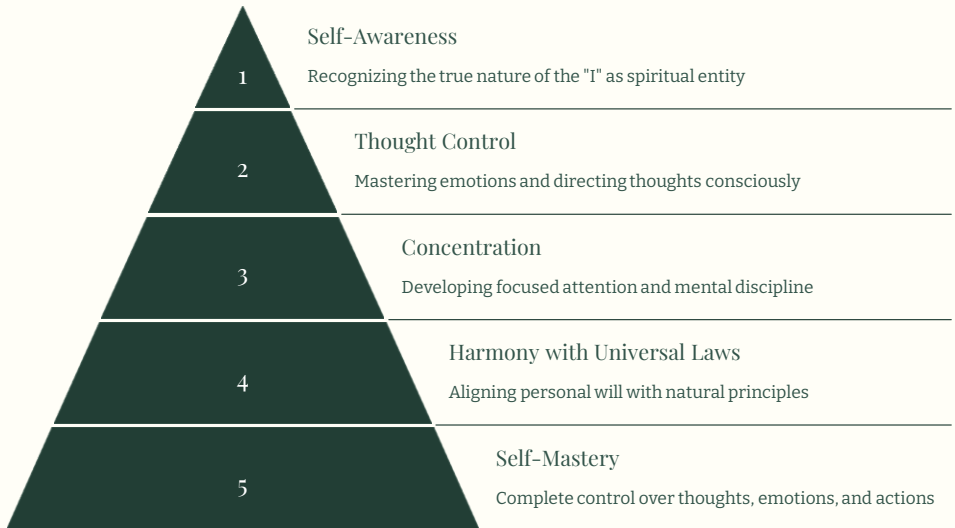 1
Self-Awareness
Recognizing the true nature of the "I" as spiritual entity
2
Thought Control
Mastering emotions and directing thoughts consciously
3
Concentration
Developing focused attention and mental discipline
4
Harmony with Universal Laws
Aligning personal will with natural principles
5
Self-Mastery
Complete control over thoughts, emotions, and actions